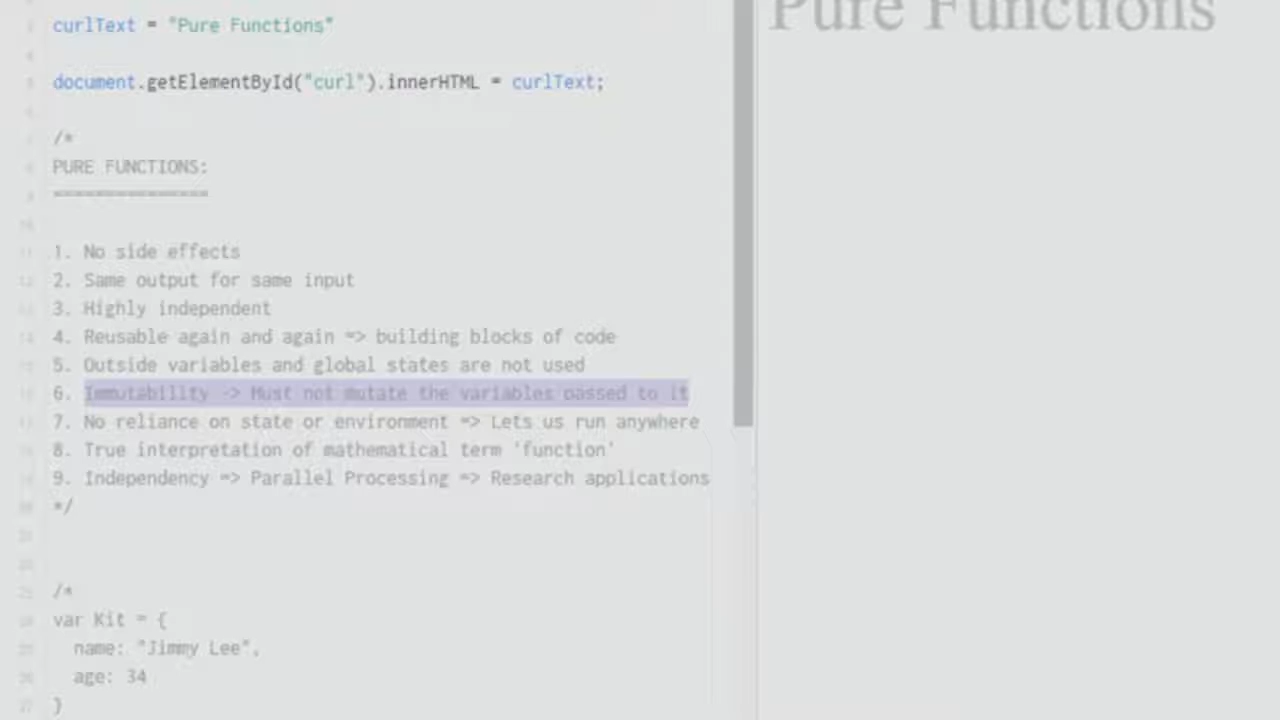 curlText = "Pure Functions"
document.getElementById("curl").innerHTML = curlText;
/*
PURE FUNCTIONS:
===============
1. No side effects
2. Same output for same input
3. Highly independent
4. Reusable again and again => building blocks of code
5. Outside variables and global states are not used
6. Immutability -> Must not mutate the variables passed to it
7. No reliance on state or environment => Lets us run anywhere
8. True interpretation of mathematical term 'function'
9. Independency => Parallel Processing => Research applications
*/
/*
var Kit = {
name: "Jimmy Lee",
age: 34
}
Pure Functions